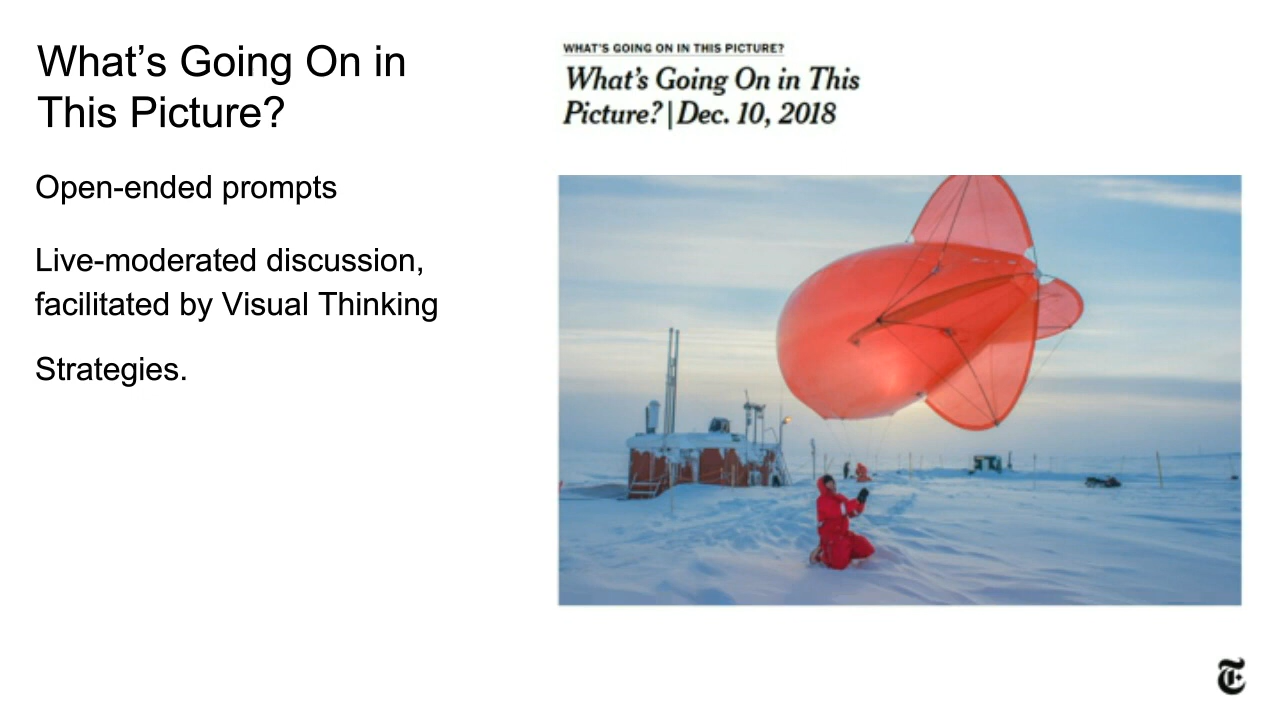 What’s Going On in
This Picture?
Open-ended prompts
Live-moderated discussion,
facilitated by Visual Thinking
Strategies.
WHAT’S GOING ON IN THIS PICTURE?
What’s Going On in This
Picture? | Dec. 10, 2018
T